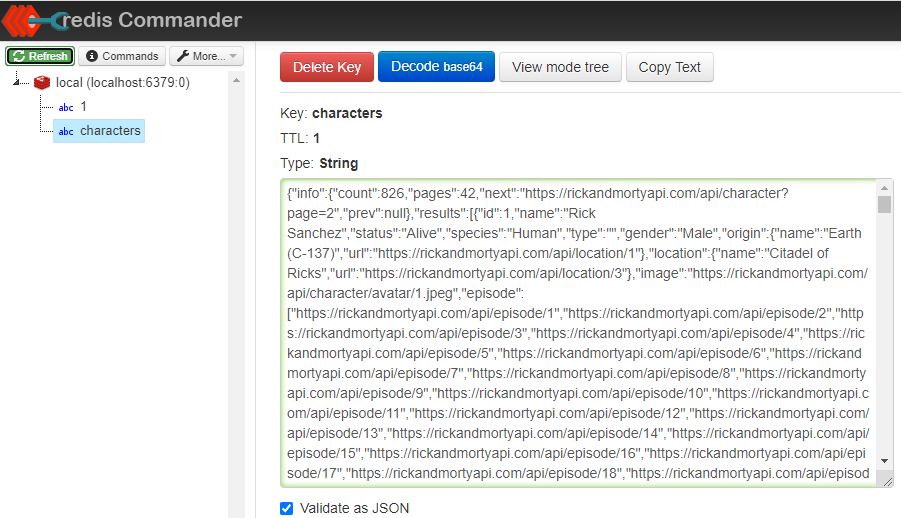 redis Commander
Refresh
Commands
More...
local (localhost:6379:0)
abc 1
abc characters
Delete Key
Decode base64
View mode tree
Copy Text
Key: characters
TTL: 1
Type: String
{"info":{"count":826,"pages":42,"next":"https://rickandmortyapi.com/api/character?
page=2","prev":null},"results":[{"id":1,"name":"Rick
Sanchez","status":"Alive","species":"Human","type":"","gender":"Male","origin":{"name":"Earth
(C-137)","url":"https://rickandmortyapi.com/api/location/1"},"location":{"name":"Citadel of
Ricks","url":"https://rickandmortyapi.com/api/location/3"},"image":"https://rickandmortyapi.com/
api/character/avatar/1.jpeg","episode":
["https://rickandmortyapi.com/api/episode/1","https://rickandmortyapi.com/api/episode/2","http
s://rickandmortyapi.com/api/episode/3","https://rickandmortyapi.com/api/episode/4","https://ric
kandmortyapi.com/api/episode/5","https://rickandmortyapi.com/api/episode/6","https://rickand
mortyapi.com/api/episode/7","https://rickandmortyapi.com/api/episode/8","https://rickandmorty
api.com/api/episode/9","https://rickandmortyapi.com/api/episode/10","https://rickandmortyapi.c
om/api/episode/11","https://rickandmortyapi.com/api/episode/12","https://rickandmortyapi.com/
api/episode/13","https://rickandmortyapi.com/api/episode/14","https://rickandmortyapi.com/api/
episode/15","https://rickandmortyapi.com/api/episode/16","https://rickandmortyapi.com/api/epi
sode/17","https://rickandmortyapi.com/api/episode/18","https://rickandmortyapi.com/api/episod
Validate as JSON